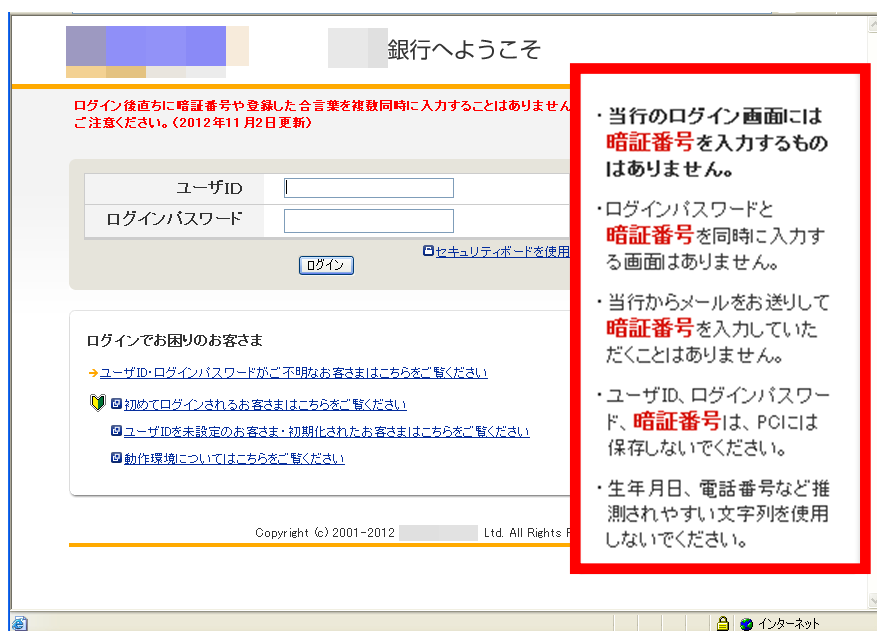 銀行へようこそ
ログイン後直ちに暗証番号や登録した合言葉を複数同時に入力することはありません
ご注意ください。(2012年11月2日更新)
ユーザID
ログインパスワード
セキュリティボードを使用
ログイン
ログインでお困りのお客さま
→ユーザID・ログインパスワードがご不明なお客さまはこちらをご覧ください
初めてログインされるお客さまはこちらをご覧ください
ユーザIDを未設定のお客さま・初期化されたお客さまはこちらをご覧ください
動作環境についてはこちらをご覧ください
Copyright (c) 2001-2012 Ltd. All Rights
・当行のログイン画面には
暗証番号を入力するもの
はありません。
・ログインパスワードと
暗証番号を同時に入力す
る画面はありません。
・当行からメールをお送りして
暗証番号を入力していた
だくことはありません。
・ユーザID、ログインパスワー
ド、暗証番号は、PCには
保存しないでください。
・生年月日、電話番号など推
測されやすい文字列を使用
しないでください。
インターネット